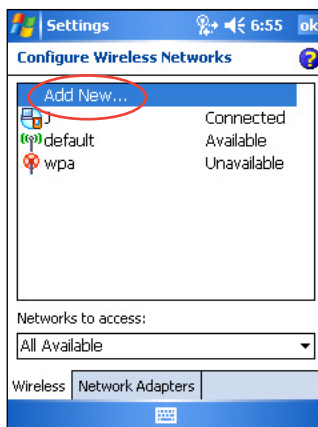 Settings 6:55 ok
Configure Wireless Networks
Add New...
J Connected
default Available
wpa Unavailable
Networks to access:
All Available
Wireless Network Adapters